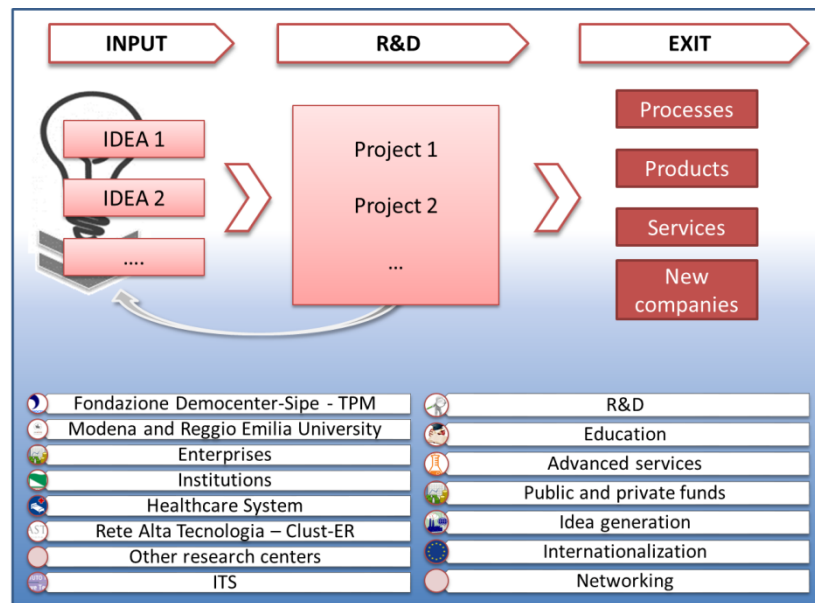 INPUT
R&D
EXIT
IDEA 1
IDEA 2
....
Project 1
Project 2
...
Processes
Products
Services
New
companies
Fondazione Democenter-Sipe - TPM
Modena and Reggio Emilia University
Enterprises
Institutions
Healthcare System
Rete Alta Tecnologia – Clust-ER
Other research centers
ITS
R&D
Education
Advanced services
Public and private funds
Idea generation
Internationalization
Networking